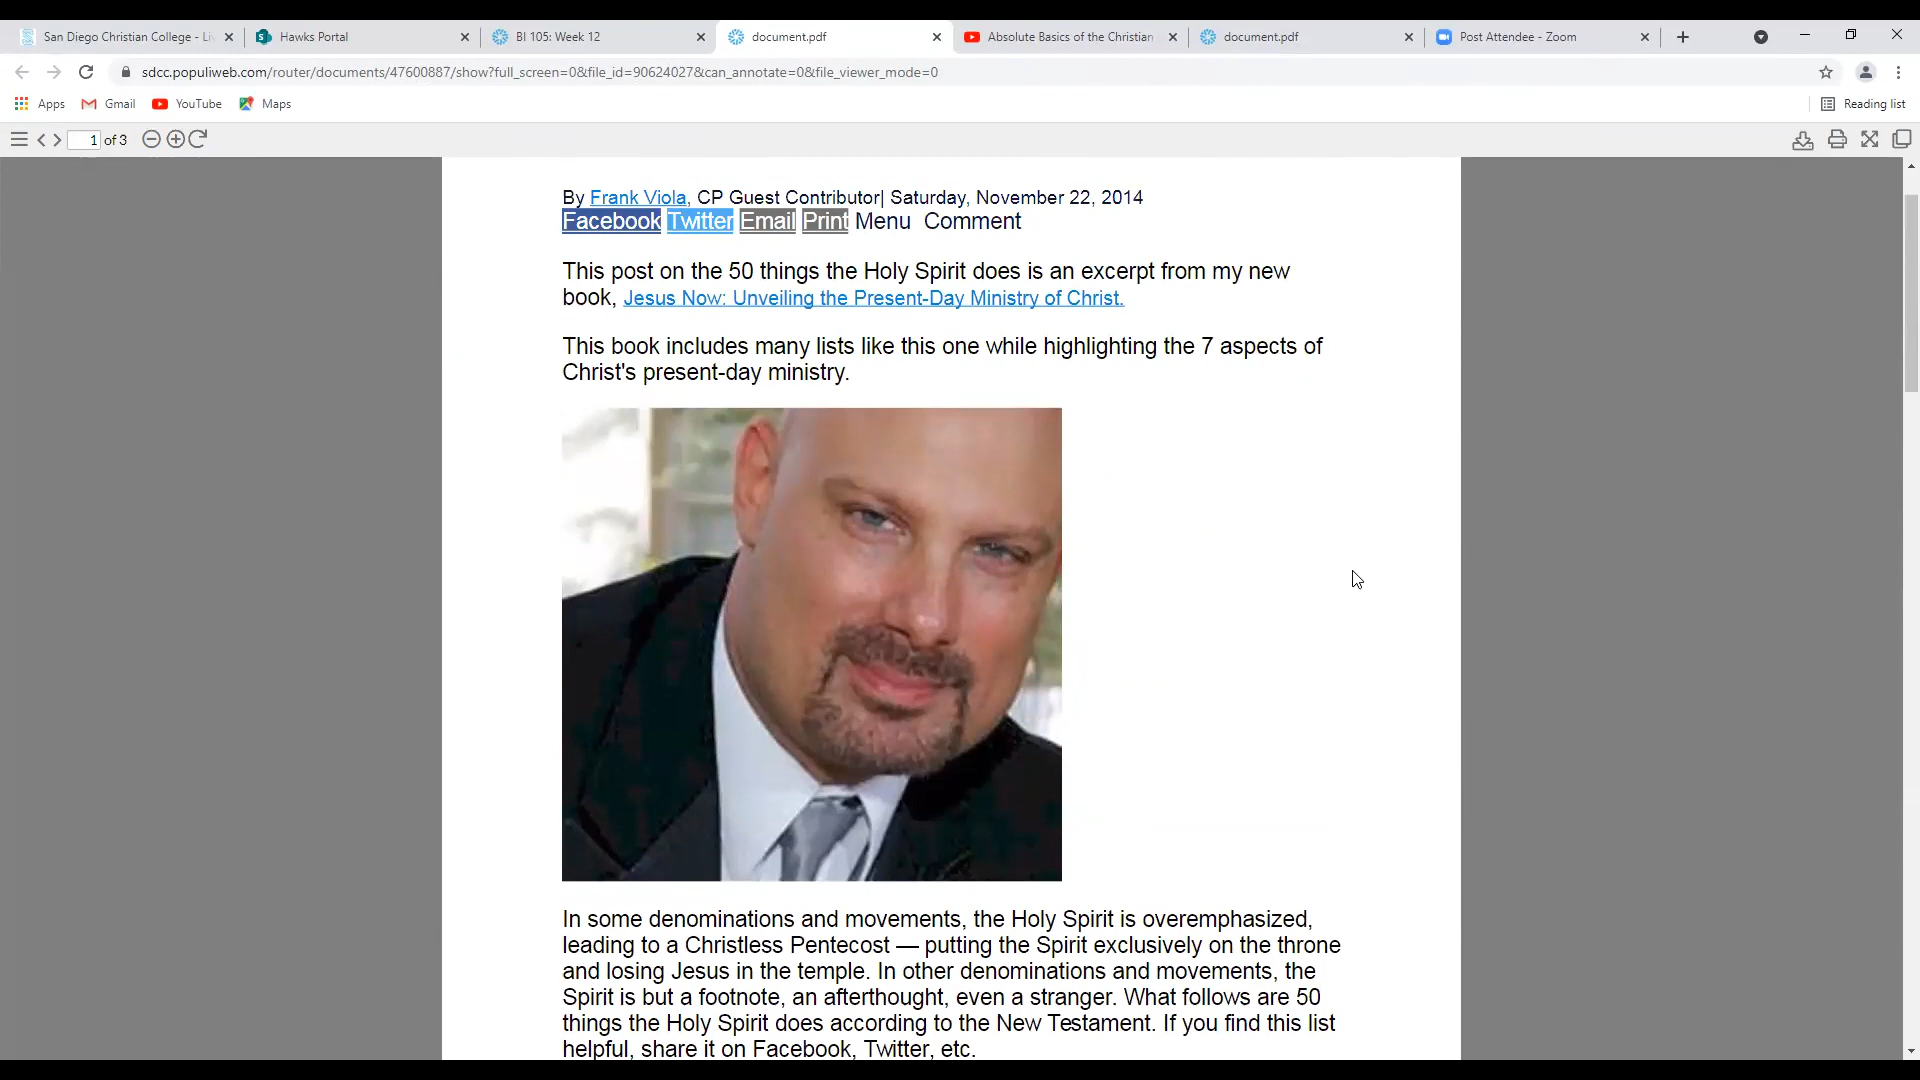 San Diego Christian College - Li
Hawks Portal
BI 105: Week 12
document.pdf
Absolute Basics of the Christian
document.pdf
Post Attendee - Zoom
sdcc.populiweb.com/router/documents/47600887/show?full_screen=0&file_id=90624027&can_annotate=0&file_viewer_mode=0
Apps
Gmail
YouTube
Maps
Reading list
1 of 3
By Frank Viola, CP Guest Contributor| Saturday, November 22, 2014
Facebook Twitter Email Print Menu Comment
This post on the 50 things the Holy Spirit does is an excerpt from my new
book, Jesus Now: Unveiling the Present-Day Ministry of Christ.
This book includes many lists like this one while highlighting the 7 aspects of
Christ's present-day ministry.
In some denominations and movements, the Holy Spirit is overemphasized,
leading to a Christless Pentecost — putting the Spirit exclusively on the throne
and losing Jesus in the temple. In other denominations and movements, the
Spirit is but a footnote, an afterthought, even a stranger. What follows are 50
things the Holy Spirit does according to the New Testament. If you find this list
helpful, share it on Facebook, Twitter, etc.